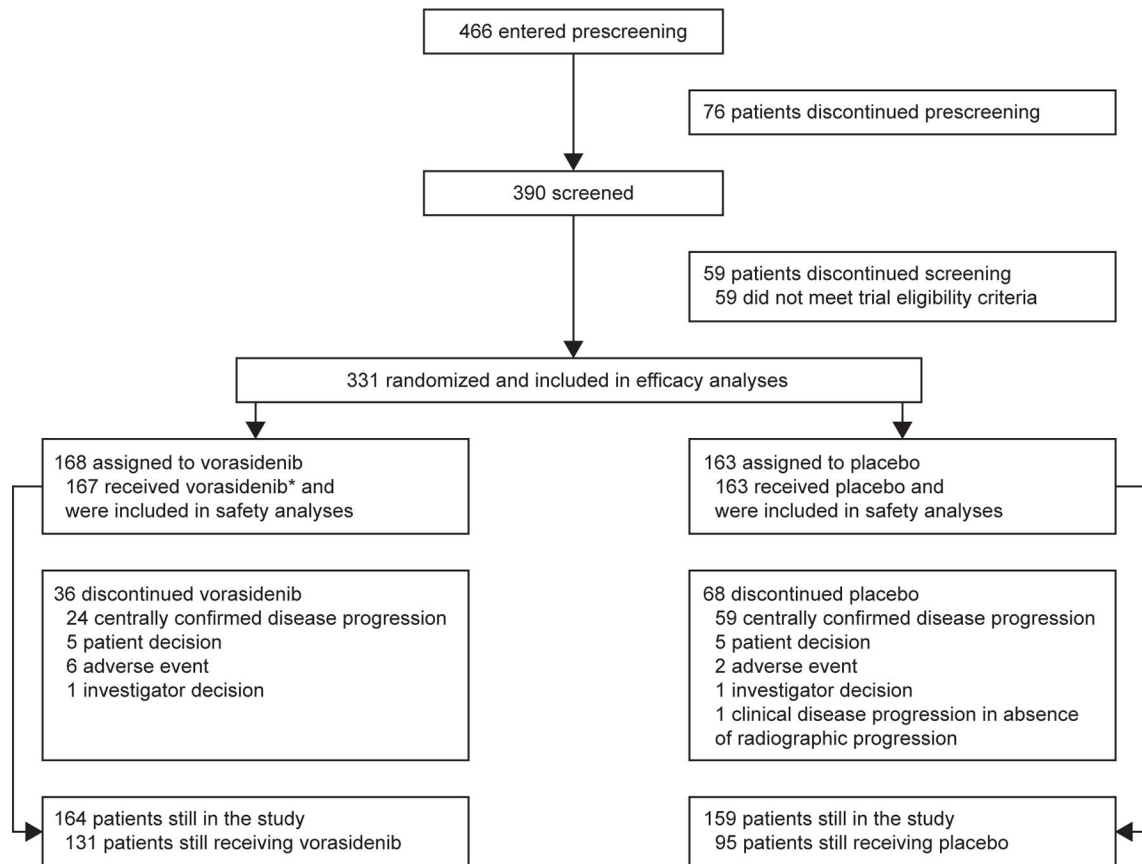 466 entered prescreening
76 patients discontinued prescreening
390 screened
59 patients discontinued screening
59 did not meet trial eligibility criteria
331 randomized and included in efficacy analyses
168 assigned to vorasidenib
167 received vorasidenib* and
were included in safety analyses
163 assigned to placebo
163 received placebo and
were included in safety analyses
36 discontinued vorasidenib
24 centrally confirmed disease progression
5 patient decision
6 adverse event
1 investigator decision
68 discontinued placebo
59 centrally confirmed disease progression
5 patient decision
2 adverse event
1 investigator decision
1 clinical disease progression in absence
of radiographic progression
164 patients still in the study
131 patients still receiving vorasidenib
159 patients still in the study
95 patients still receiving placebo